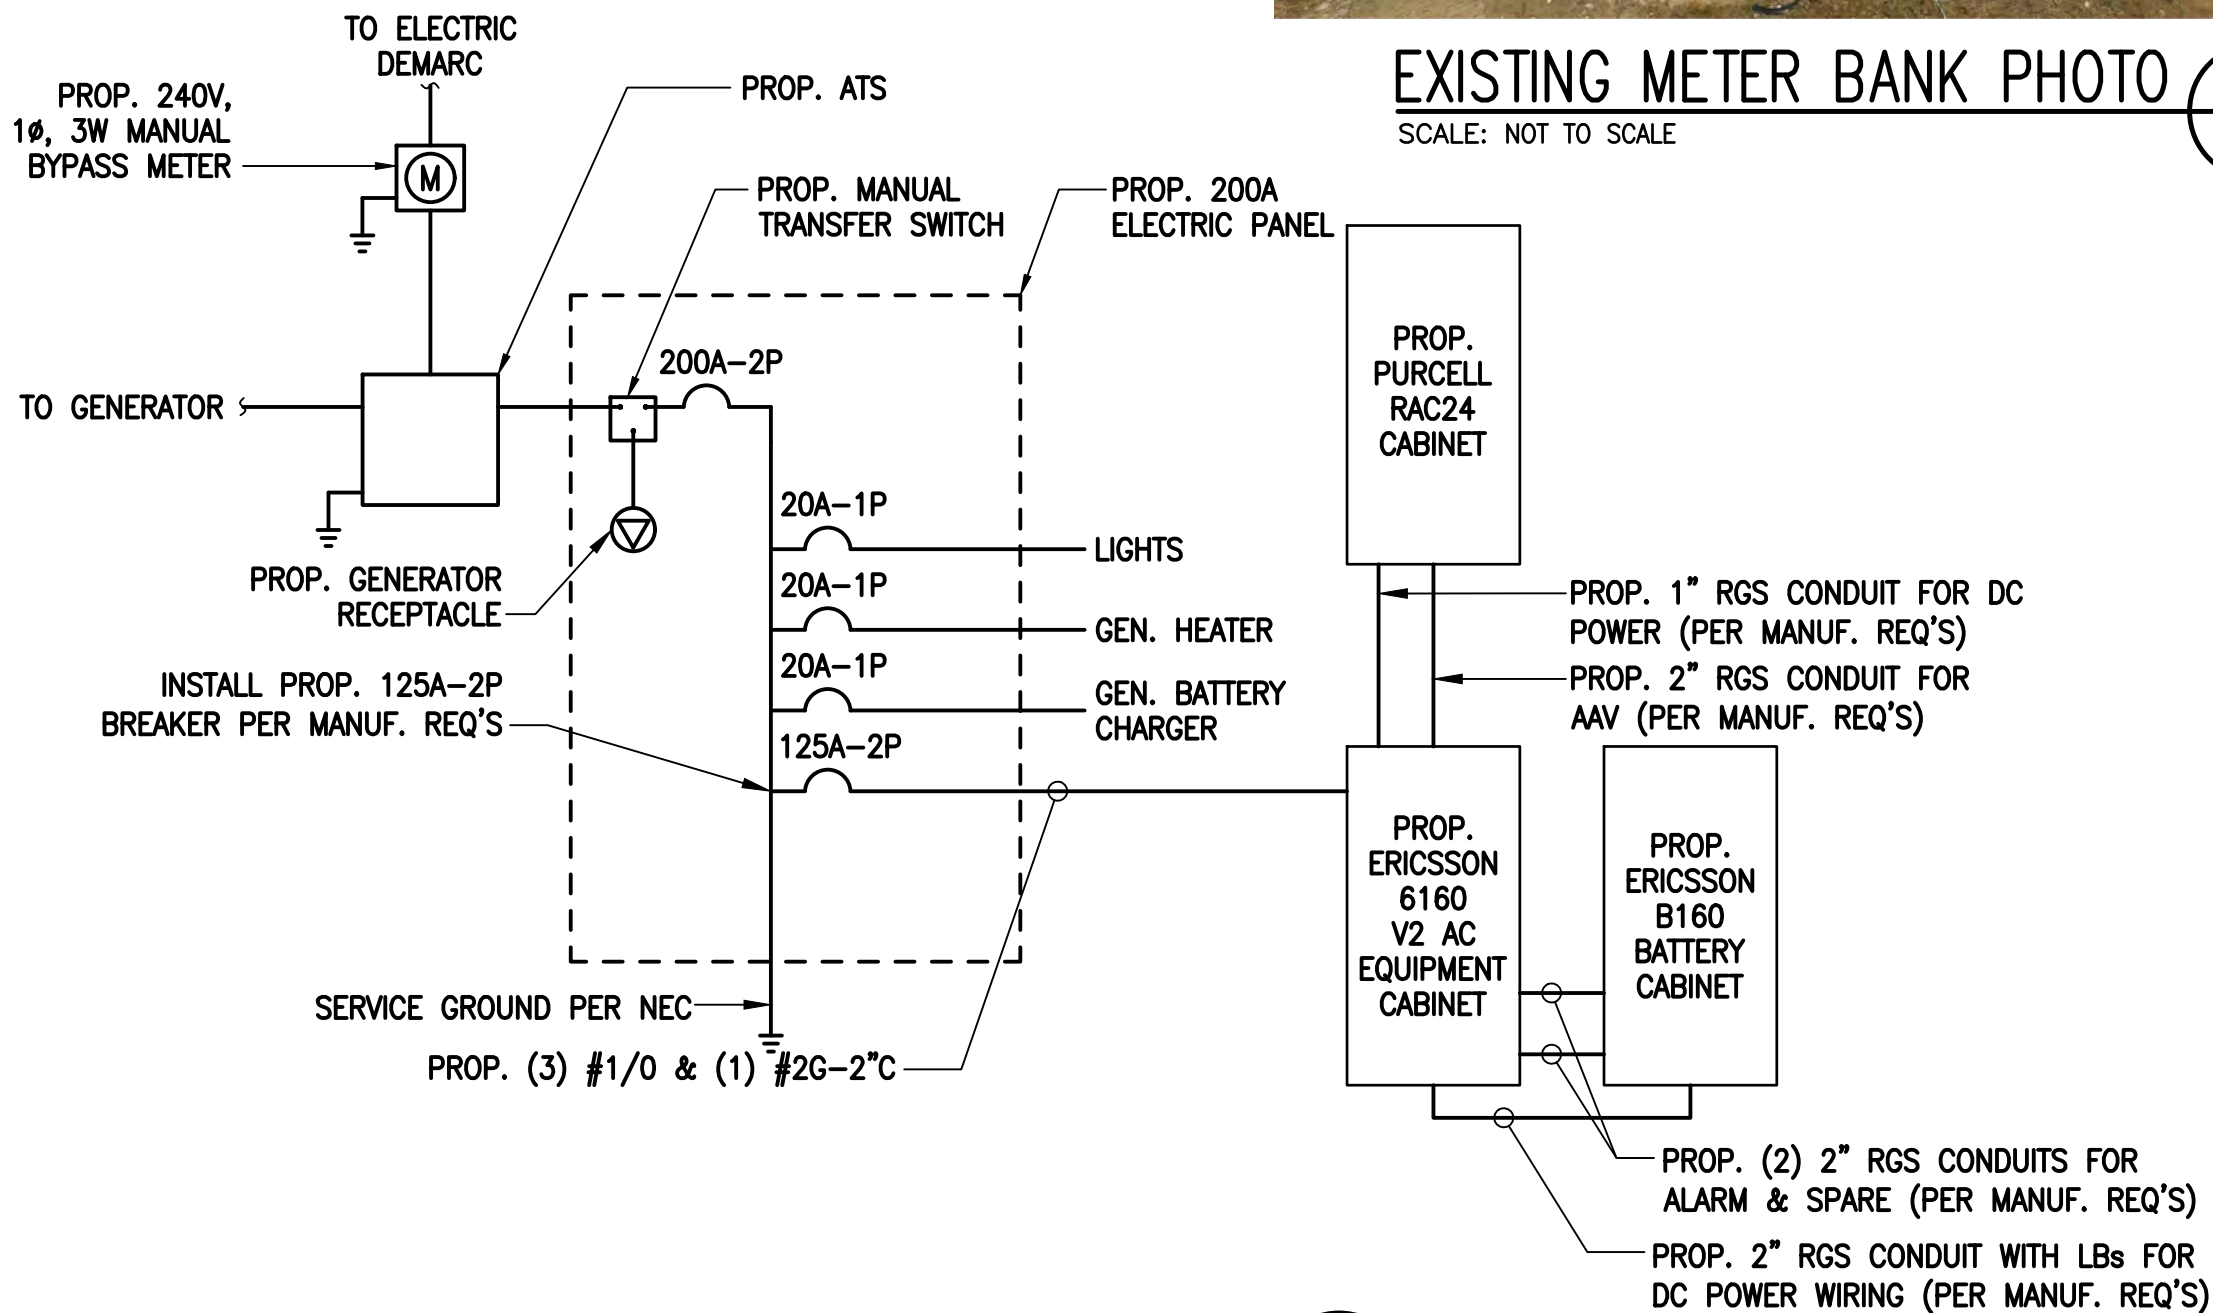 TO ELECTRIC
DEMARC
PROP. 240V,
1ø, 3W MANUAL
BYPASS METER
M
PROP. ATS
EXISTING METER BANK PHOTO
SCALE: NOT TO SCALE
PROP. MANUAL
TRANSFER SWITCH
PROP. 200A
ELECTRIC PANEL
TO GENERATOR
200A-2P
PROP.
PURCELL
RAC24
CABINET
20A-1P
LIGHTS
PROP. GENERATOR
RECEPTACLE
20A-1P
GEN. HEATER
PROP. 1" RGS CONDUIT FOR DC
POWER (PER MANUF. REQ'S)
INSTALL PROP. 125A-2P
BREAKER PER MANUF. REQ'S
20A-1P
GEN. BATTERY
CHARGER
PROP. 2" RGS CONDUIT FOR
AAV (PER MANUF. REQ'S)
125A-2P
PROP.
ERICSSON
6160
V2 AC
EQUIPMENT
CABINET
PROP.
ERICSSON
B160
BATTERY
CABINET
SERVICE GROUND PER NEC
PROP. (3) #1/0 & (1) #2G-2"C
PROP. (2) 2" RGS CONDUITS FOR
ALARM & SPARE (PER MANUF. REQ'S)
PROP. 2" RGS CONDUIT WITH LBs FOR
DC POWER WIRING (PER MANUF. REQ'S)